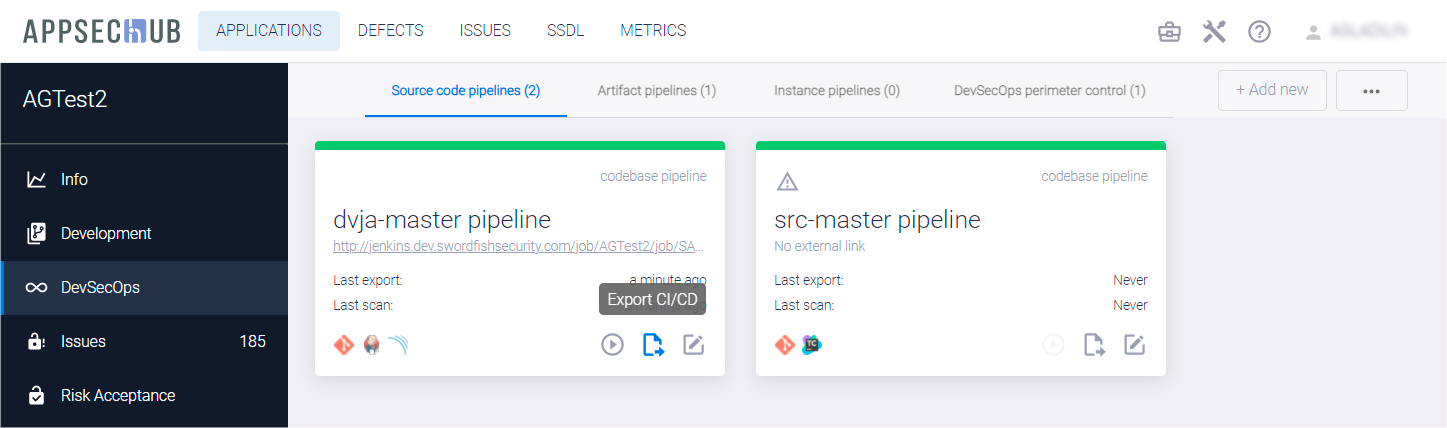 APPSECHUB APPLICATIONS DEFECTS ISSUES SSDL METRICS
AGTest2
Source code pipelines (2) Artifact pipelines (1) Instance pipelines (0) DevSecOps perimeter control (1) + Add new
Info
Development
DevSecOps
Issues 185
Risk Acceptance
codebase pipeline
dvja-master pipeline
http://jenkins.dev.swordfishsecurity.com/job/AGTest2/job/SA...
Last export: a minute ago
Last scan: ago
Export CI/CD
codebase pipeline
src-master pipeline
No external link
Last export: Never
Last scan: Never
TC